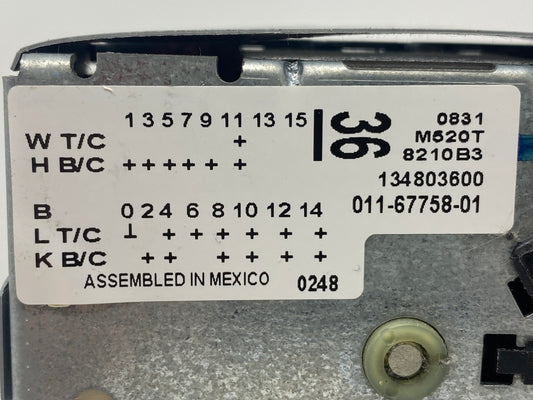 1 3 5 7 9 11 13 15
W T/C +
H B/C + + + + + +
B 0 2 4 6 8 10 12 14
L T/C ⊥ + + + + + +
K B/C + + + + + +
ASSEMBLED IN MEXICO 0248
36
0831
M520T
8210B3
134803600
011-67758-01